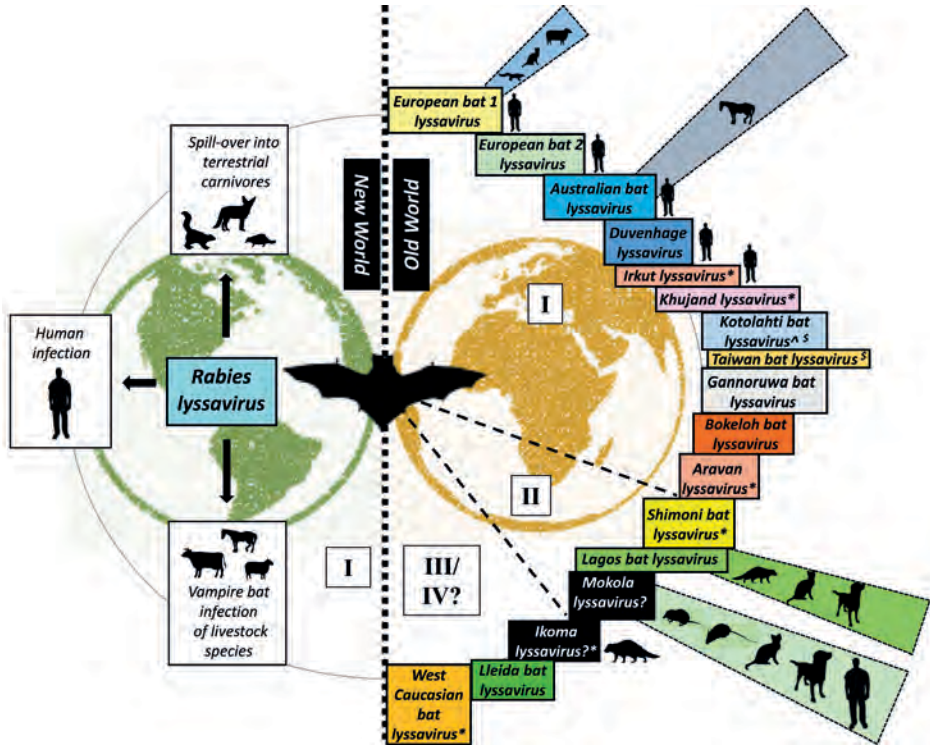 Spill-over into
terrestrial
carnivores
Human
infection
Rabies
lyssavirus
Vampire bat
infection
of livestock
species
New World
Old World
I
I
II
III/
IV?
European bat 1
lyssavirus
European bat 2
lyssavirus
Australian bat
lyssavirus
Duvenhage
lyssavirus
Irkut lyssavirus*
Khujand lyssavirus*
Kotolahti bat
lyssavirus^ $
Taiwan bat lyssavirus $
Gannoruwa bat
lyssavirus
Bokeloh bat
lyssavirus
Aravan
lyssavirus*
Shimoni bat
lyssavirus*
Lagos bat lyssavirus
Mokola
lyssavirus?
Ikoma
lyssavirus?*
Lleida bat
lyssavirus
West
Caucasian
bat
lyssavirus*